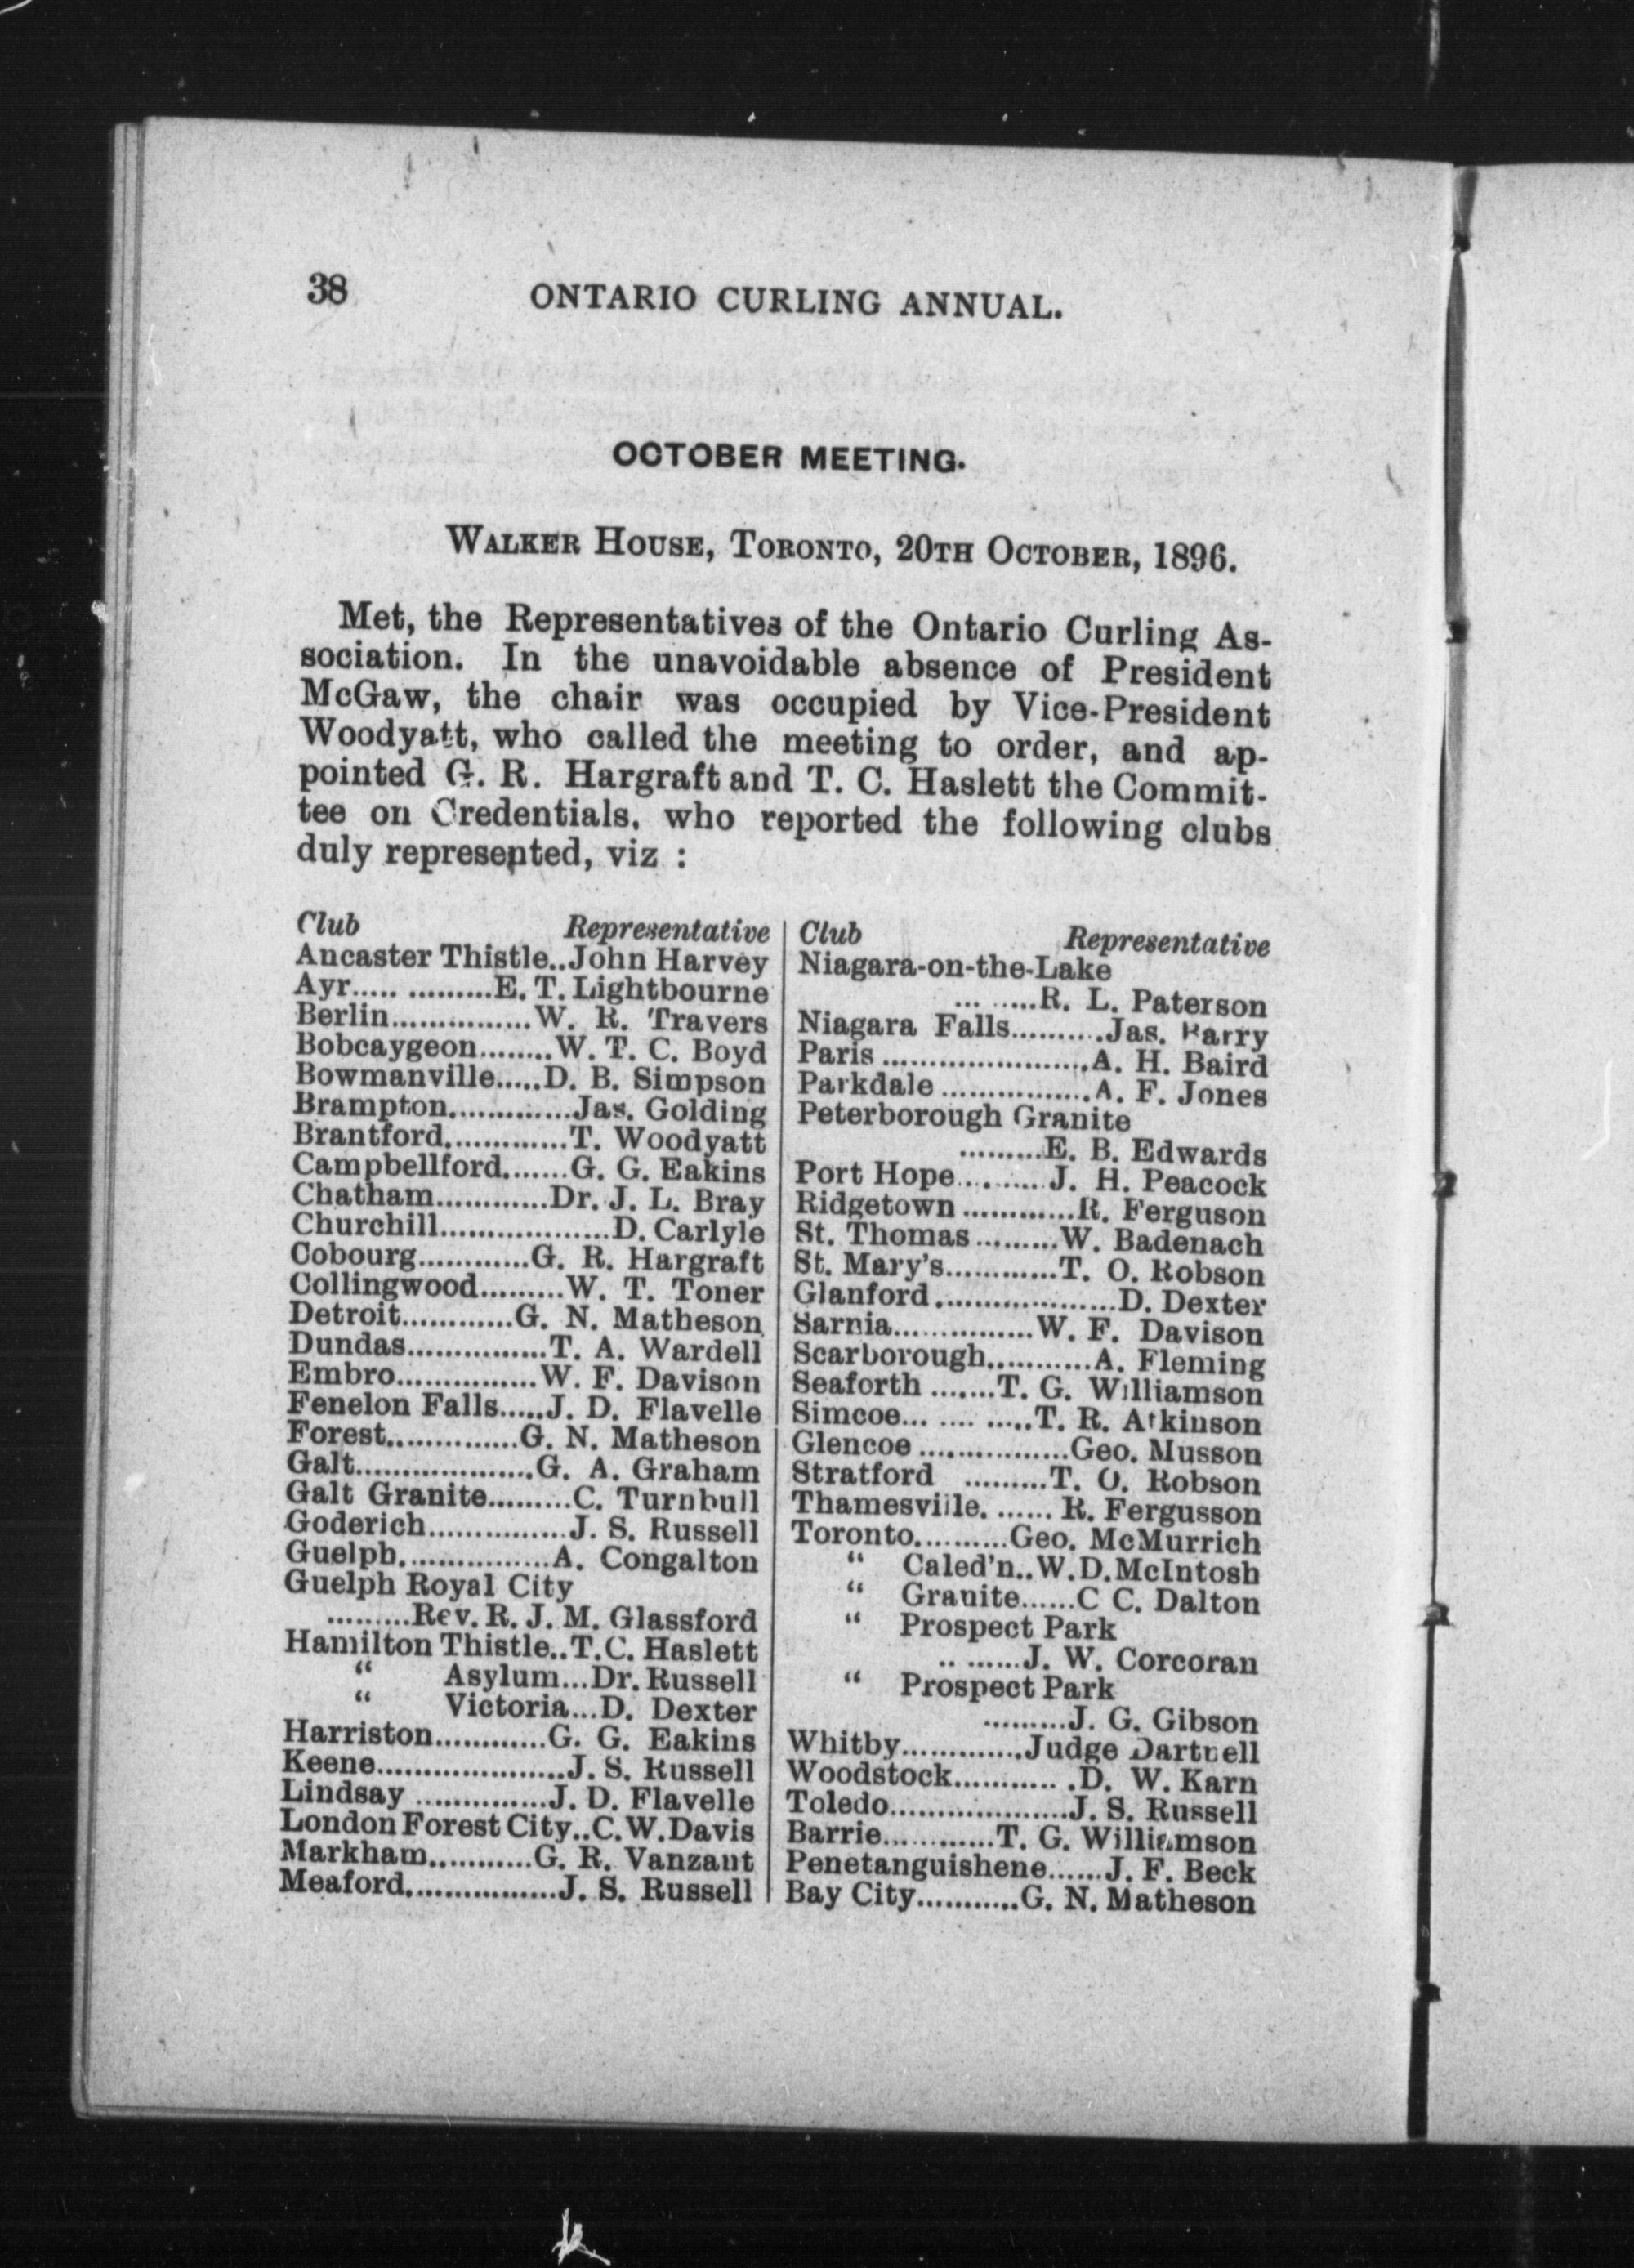 38
ONTARIO CURLING ANNUAL.
OCTOBER MEETING.
WALKER HOUSE, TORONTO, 20TH OCTOBER, 1896.
Met, the Representatives of the Ontario Curling As-
sociation. In the unavoidable absence of President
McGaw, the chair was occupied by Vice-President
Woodyatt, who called the meeting to order, and ap-
pointed G. R. Hargraft and T. C. Haslett the Commit-
tee on Credentials, who reported the following clubs
duly represented, viz :
Club Representative
Ancaster Thistle..John Harvey
Ayr..... .........E. T. Lightbourne
Berlin...............W. R. Travers
Bobcaygeon........W. T. C. Boyd
Bowmanville.....D. B. Simpson
Brampton.............Jas. Golding
Brantford.............T. Woodyatt
Campbellford.......G. G. Eakins
Chatham............Dr. J. L. Bray
Churchill...................D. Carlyle
Cobourg............G. R. Hargraft
Collingwood.........W. T. Toner
Detroit............G. N. Matheson
Dundas...............T. A. Wardell
Embro...............W. F. Davison
Fenelon Falls.....J. D. Flavelle
Forest..............G. N. Matheson
Galt...................G. A. Graham
Galt Granite.........C. Turnbull
Goderich...............J. S. Russell
Guelph................A. Congalton
Guelph Royal City
.........Rev. R. J. M. Glassford
Hamilton Thistle..T.C. Haslett
“ Asylum...Dr. Russell
“ Victoria...D. Dexter
Harriston............G. G. Eakins
Keene.....................J. S. Russell
Lindsay ...............J. D. Flavelle
London Forest City..C.W.Davis
Markham...........G. R. Vanzant
Meaford.................J. S. Russell
Club Representative
Niagara-on-the-Lake
... .....R. L. Paterson
Niagara Falls..........Jas. Harry
Paris .......................A. H. Baird
Parkdale ................A. F. Jones
Peterborough Granite
.........E. B. Edwards
Port Hope.........J. H. Peacock
Ridgetown ............R. Ferguson
St. Thomas .........W. Badenach
St. Mary's............T. O. Robson
Glanford....................D. Dexter
Sarnia...............W. F. Davison
Scarborough...........A. Fleming
Seaforth .......T. G. Williamson
Simcoe... .... .....T. R. Atkinson
Glencoe ................Geo. Musson
Stratford .........T. O. Robson
Thamesville. ...... R. Fergusson
Toronto..........Geo. McMurrich
“ Caled'n..W.D.McIntosh
“ Granite......C C. Dalton
“ Prospect Park
.. ......J. W. Corcoran
“ Prospect Park
.........J. G. Gibson
Whitby.............Judge Dartnell
Woodstock........... .D. W. Karn
Toledo...................J. S. Russell
Barrie............T. G. Williamson
Penetanguishene......J. F. Beck
Bay City...........G. N. Matheson